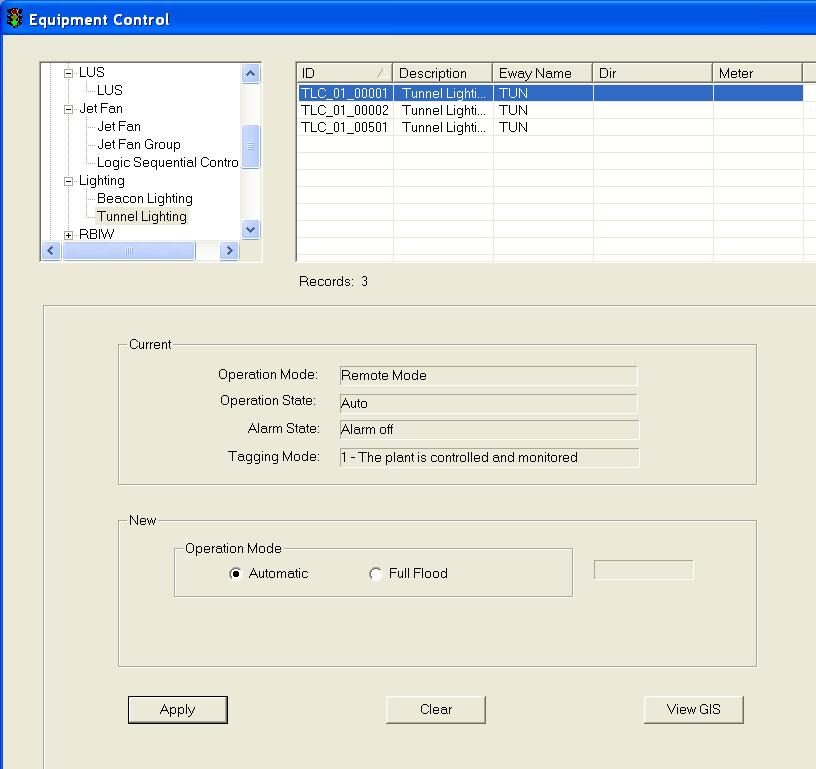 Equipment Control
LUS
LUS
Jet Fan
Jet Fan
Jet Fan Group
Logic Sequential Contro
Lighting
Beacon Lighting
Tunnel Lighting
RBIW
ID Description Eway Name Dir Meter
TLC_01_00001 Tunnel Lighti... TUN
TLC_01_00002 Tunnel Lighti... TUN
TLC_01_00501 Tunnel Lighti... TUN
Records: 3
Current
Operation Mode: Remote Mode
Operation State: Auto
Alarm State: Alarm off
Tagging Mode: 1 - The plant is controlled and monitored
New
Operation Mode
Automatic Full Flood
Apply Clear View GIS